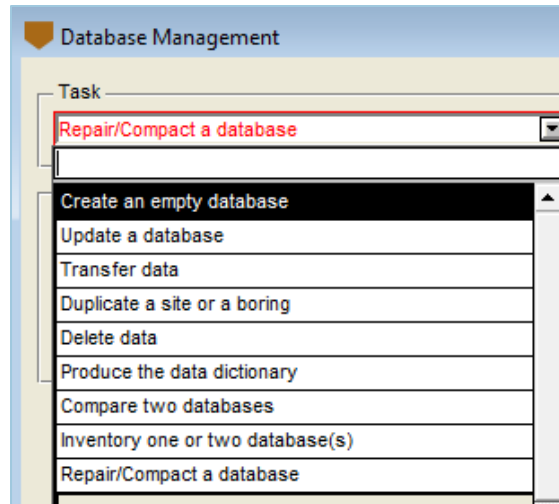 Database Management
Task
Repair/Compact a database
Create an empty database
Update a database
Transfer data
Duplicate a site or a boring
Delete data
Produce the data dictionary
Compare two databases
Inventory one or two database(s)
Repair/Compact a database